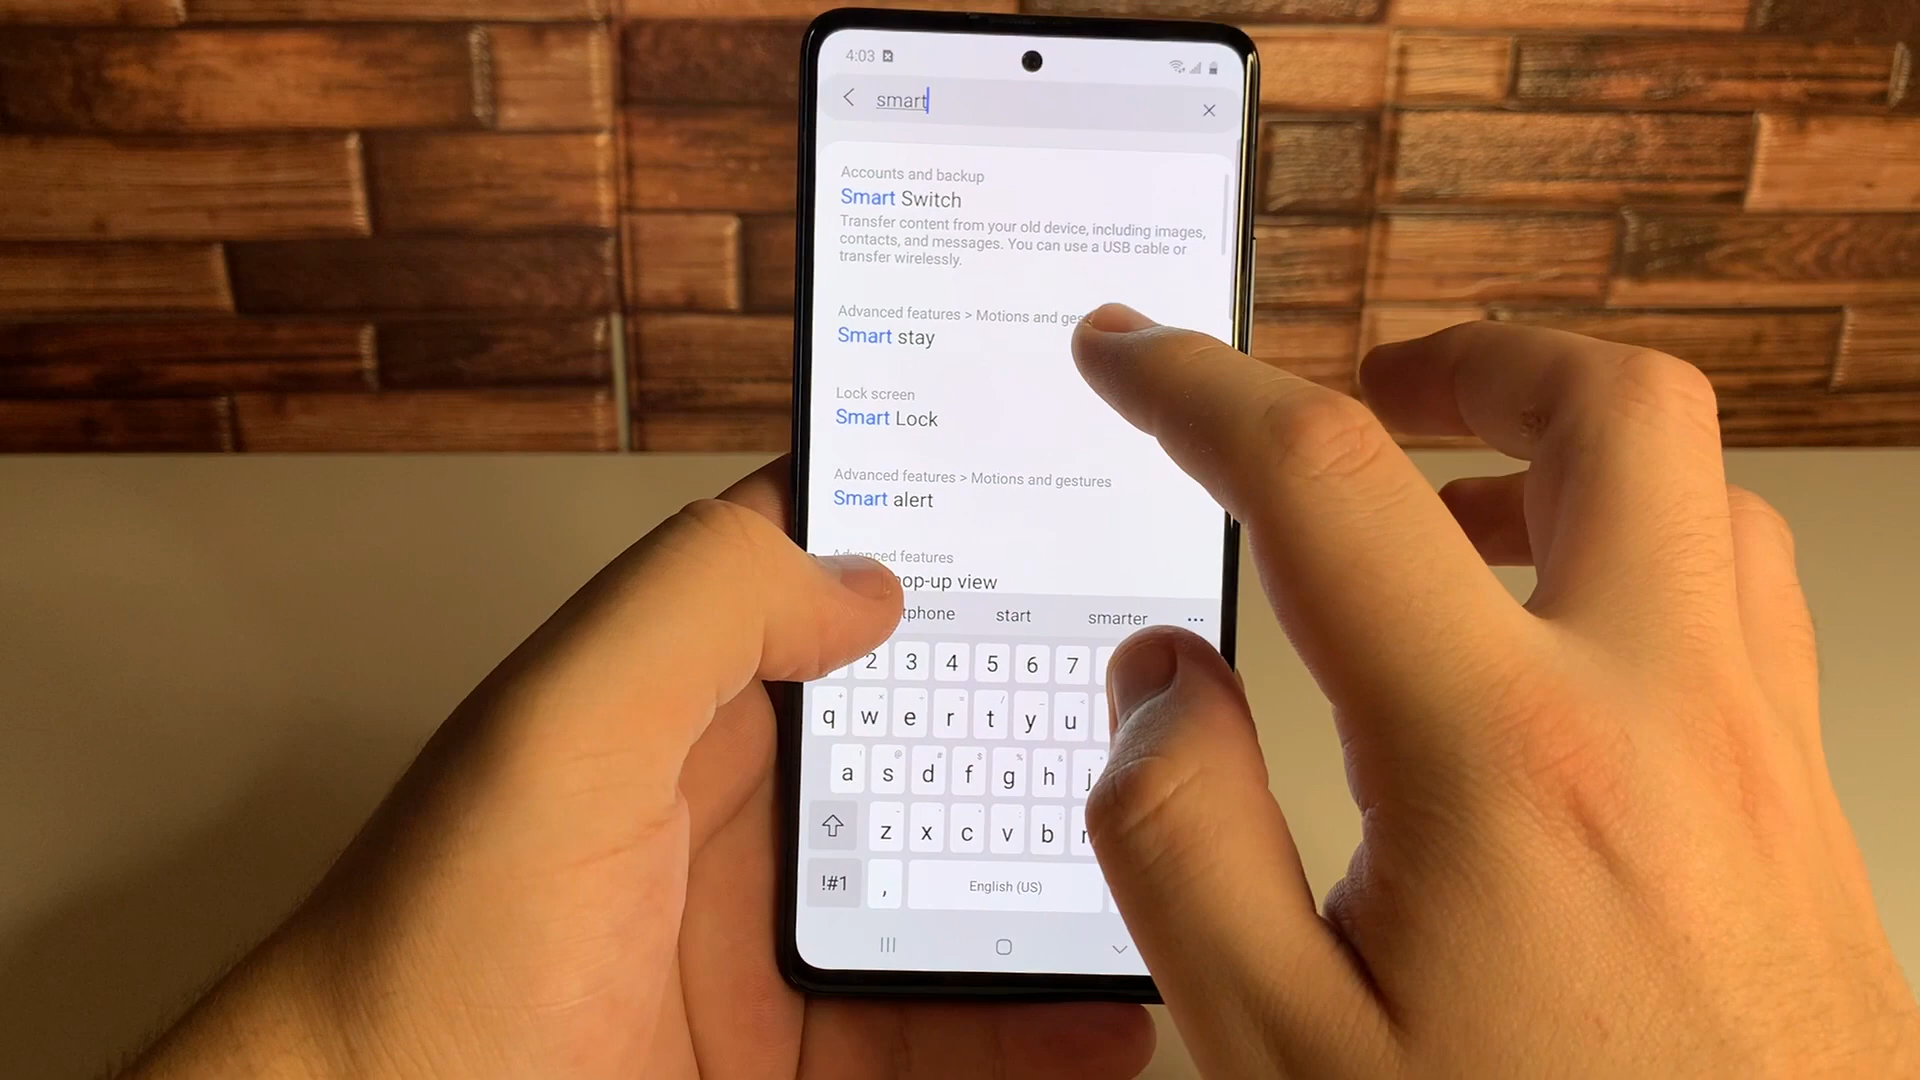 4:03
smart
Accounts and backup
Smart Switch
Transfer content from your old device, including images,
contacts, and messages. You can use a USB cable or
transfer wirelessly.
Advanced features > Motions and ges
Smart stay
Lock screen
Smart Lock
Advanced features > Motions and gestures
Smart alert
Advanced features
pop-up view
tphone start smarter ...
2 3 4 5 6 7
q w e r t y u
a s d f g h j
z x c v b
!#1 , English (US)